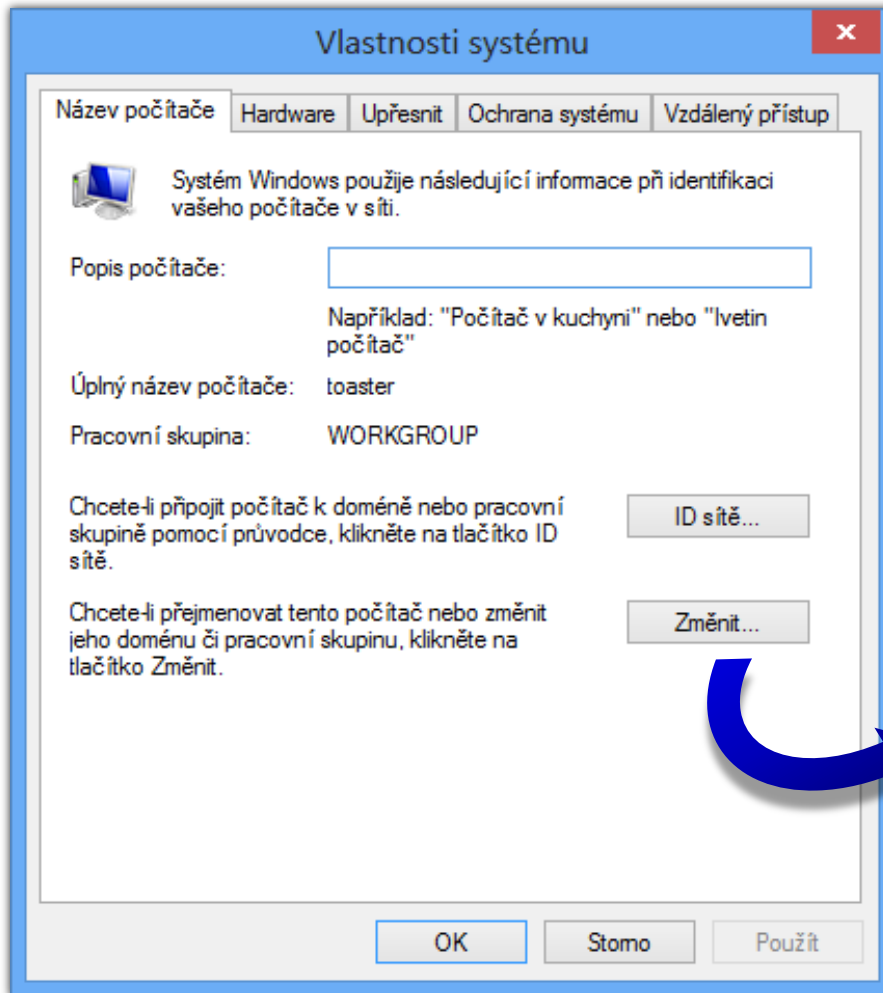 Vlastnosti systému
Název počítače
Hardware
Upřesnit
Ochrana systému
Vzdálený přístup
Systém Windows použije následující informace při identifikaci
vašeho počítače v síti.
Popis počítače:
Například: "Počítač v kuchyni" nebo "Ivetin
počítač"
Úplný název počítače: toaster
Pracovní skupina: WORKGROUP
Chcete-li připojit počítač k doméně nebo pracovní
skupině pomocí průvodce, klikněte na tlačítko ID
sítě.
ID sítě...
Chcete-li přejmenovat tento počítač nebo změnit
jeho doménu či pracovní skupinu, klikněte na
tlačítko Změnit.
Změnit...
OK
Storno
Použít